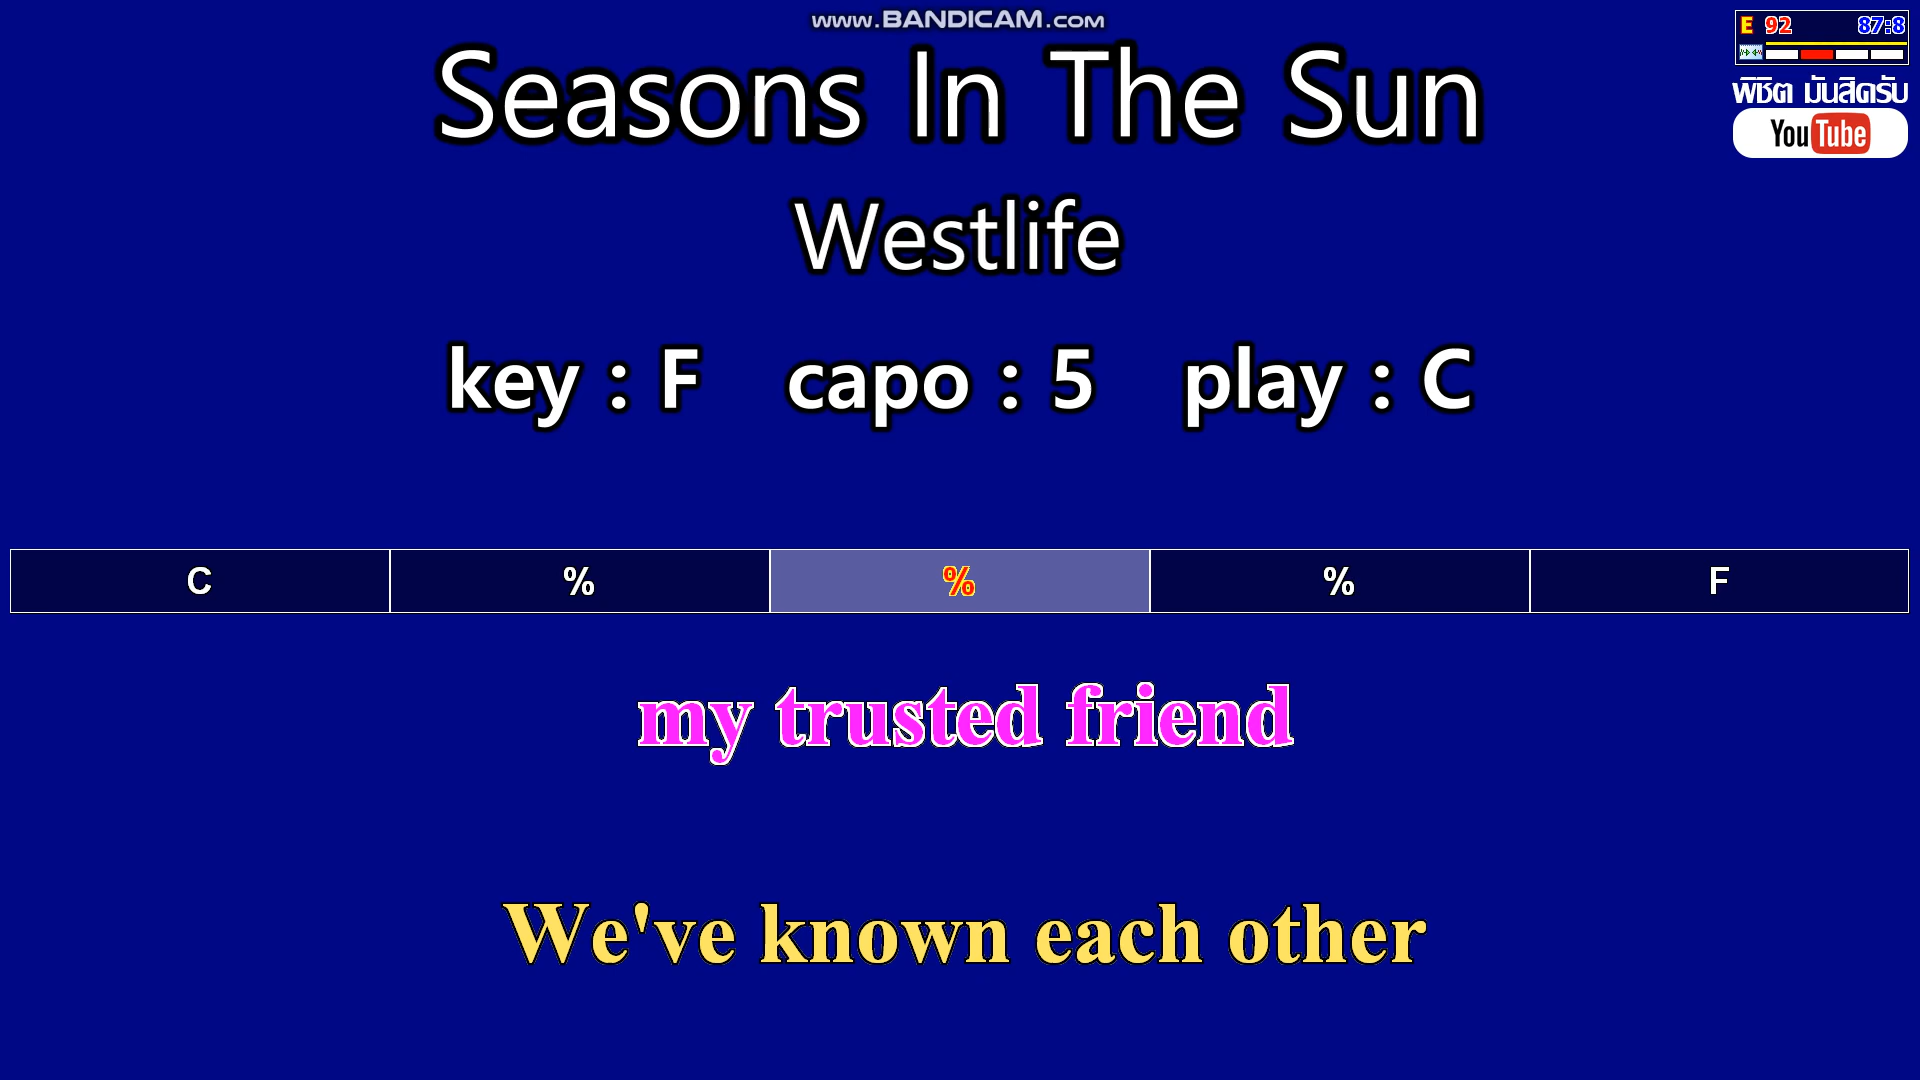 www.BANDICAM.com
E 92 87:8
Seasons In The Sun
พิชิต มันสิตรับ
YouTube
Westlife
key : F capo : 5 play : C
C % % % F
my trusted friend
We've known each other